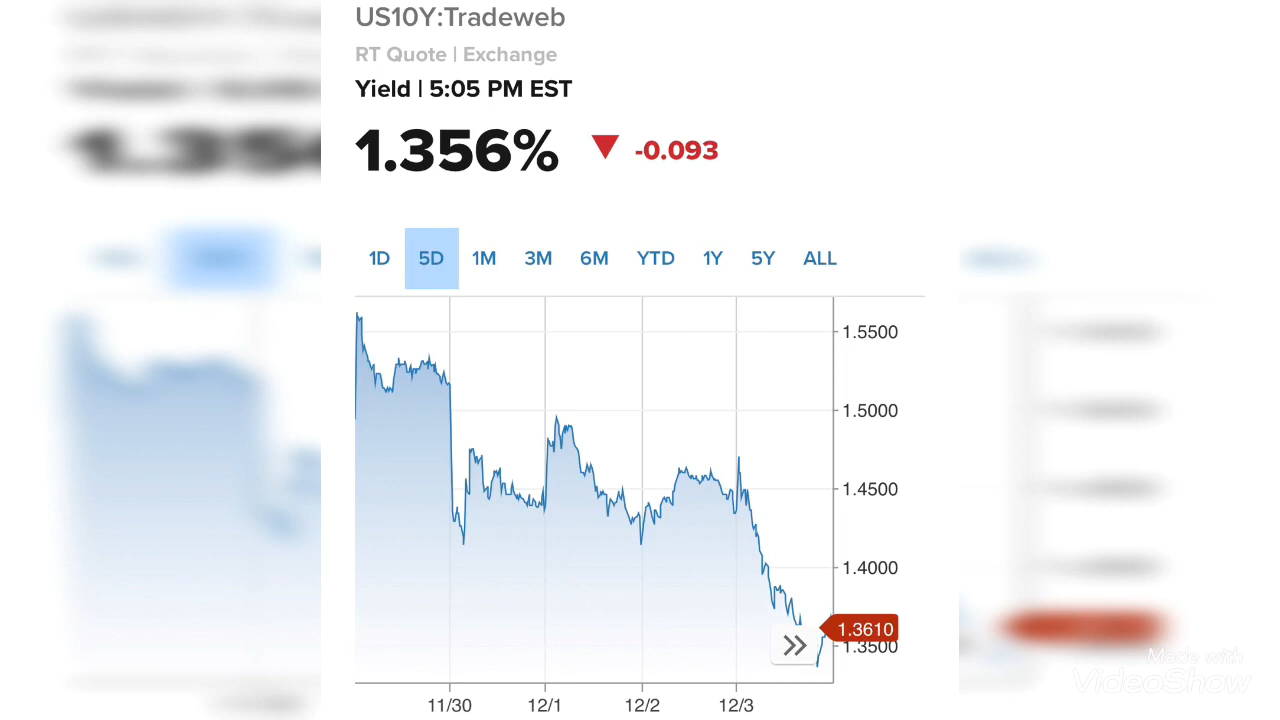 US10Y:Tradeweb
RT Quote | Exchange
Yield | 5:05 PM EST
1.356% ▼ -0.093
1D 5D 1M 3M 6M YTD 1Y 5Y ALL
1.5500
1.5000
1.4500
1.4000
1.3610
1.3500
11/30 12/1 12/2 12/3
Made with
VideoShow